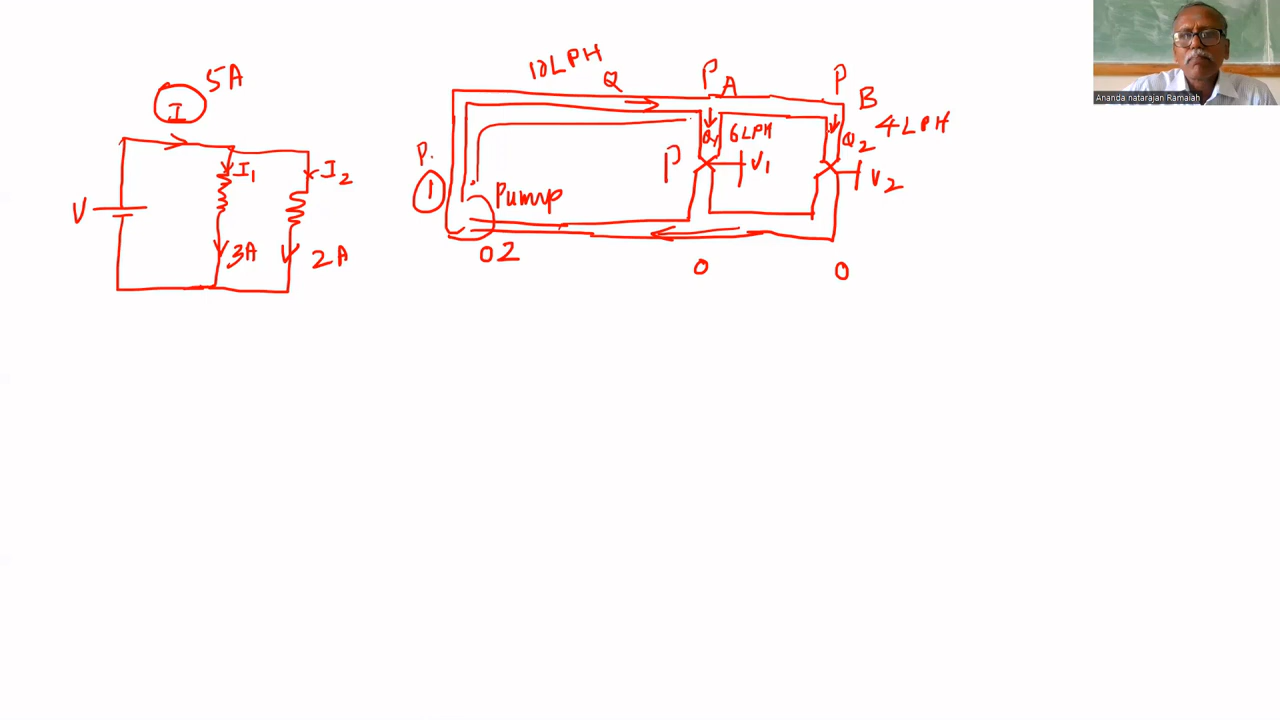 5A
I
I1
I2
V
3A
2A
10LPH
Q
P
A
P
B
P.
1
Pump
P
Q1
6LPH
V1
Q2
4LPH
V2
02
0
0
Ananda natarajan Ramaiah